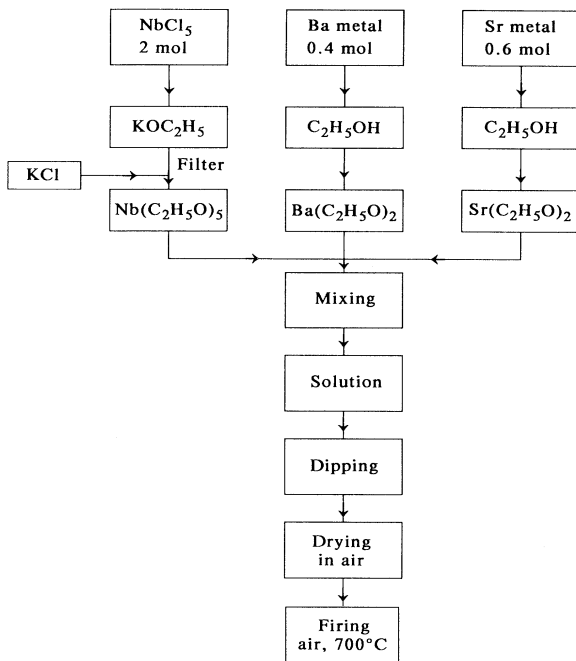 NbCl₅
2 mol
Ba metal
0.4 mol
Sr metal
0.6 mol
KOC₂H₅
C₂H₅OH
C₂H₅OH
Filter
KCl
Nb(C₂H₅O)₅
Ba(C₂H₅O)₂
Sr(C₂H₅O)₂
Mixing
Solution
Dipping
Drying
in air
Firing
air, 700°C